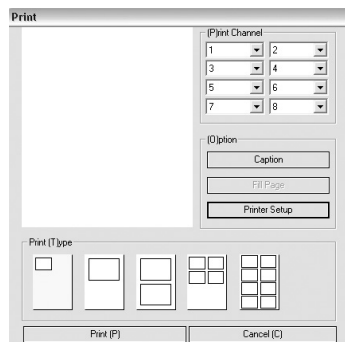 Print
(P)rint Channel
1 2
3 4
5 6
7 8
(O)ption
Caption
Fill Page
Printer Setup
Print (T)ype
Print (P) Cancel (C)